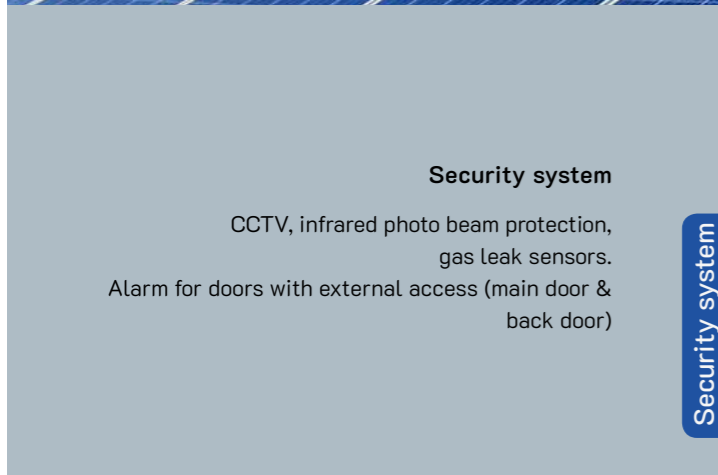 Security system
CCTV, infrared photo beam protection,
gas leak sensors.
Alarm for doors with external access (main door &
back door)
Security system